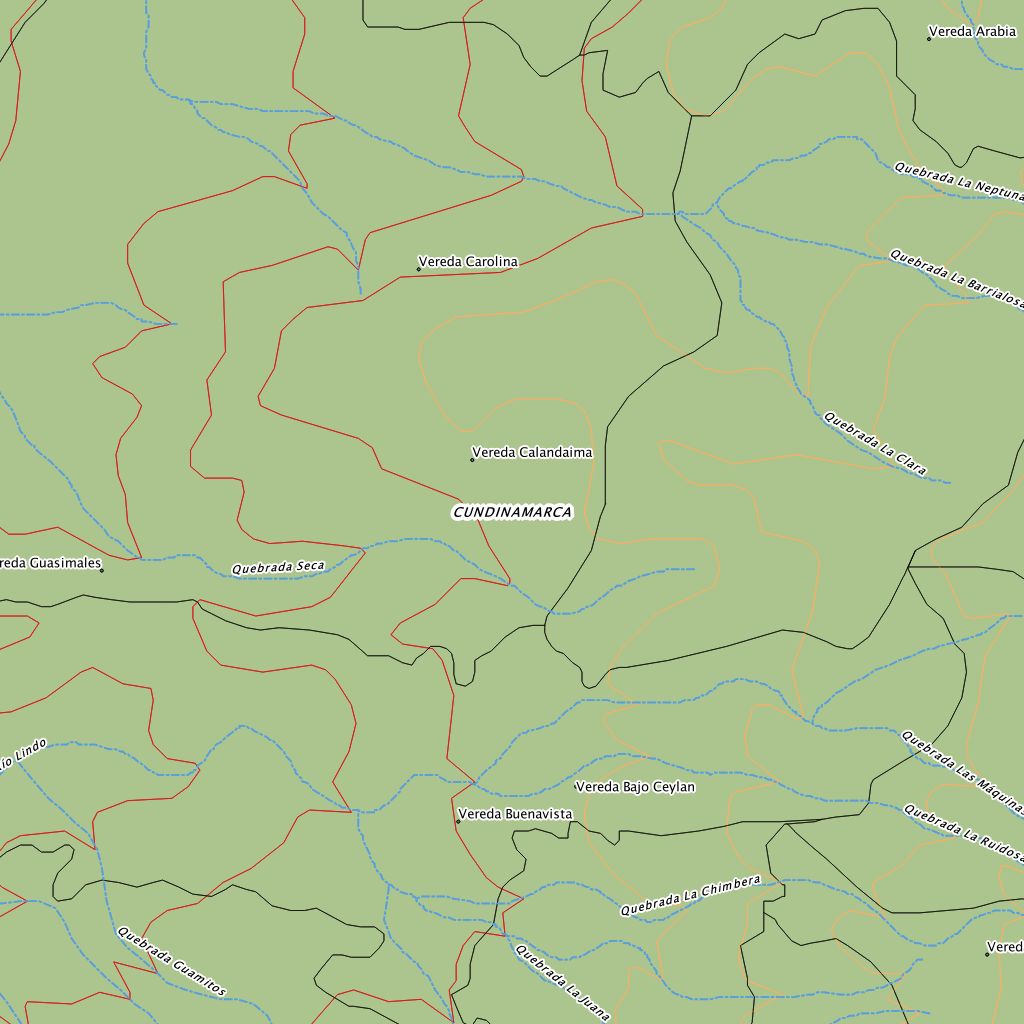 Vereda Arabia
Quebrada La Neptuna
Vereda Carolina
Quebrada La Barrialosa
Quebrada La Clara
Vereda Calandaima
CUNDINAMARCA
reda Guasimales
Quebrada Seca
Río Lindo
Quebrada Las Máquinas
Vereda Bajo Ceylan
Vereda Buenavista
Quebrada La Ruidosa
Quebrada La Chimbera
Quebrada Guamitos
Quebrada La Juana
Vered